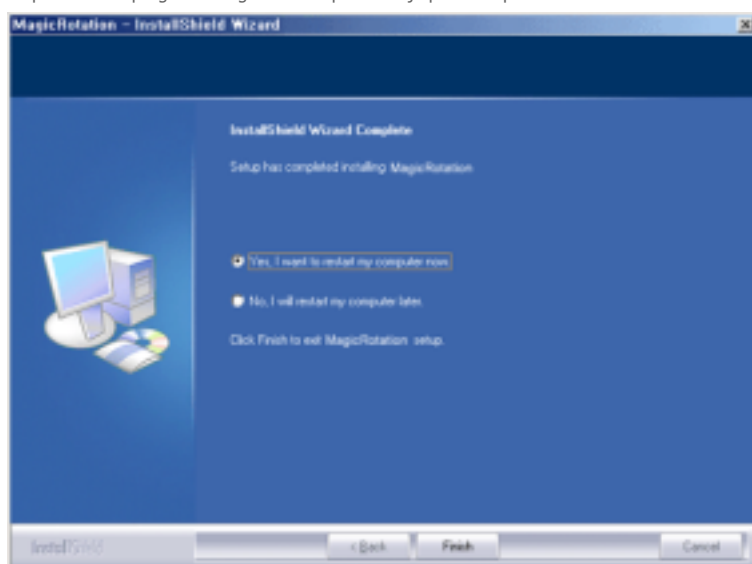 MagicRotation - InstallShield Wizard
InstallShield Wizard Complete
Setup has completed installing MagicRotation
Yes, I want to restart my computer now.
No, I will restart my computer later.
Click Finish to exit MagicRotation setup.
InstallShield
< Back
Finish
Cancel